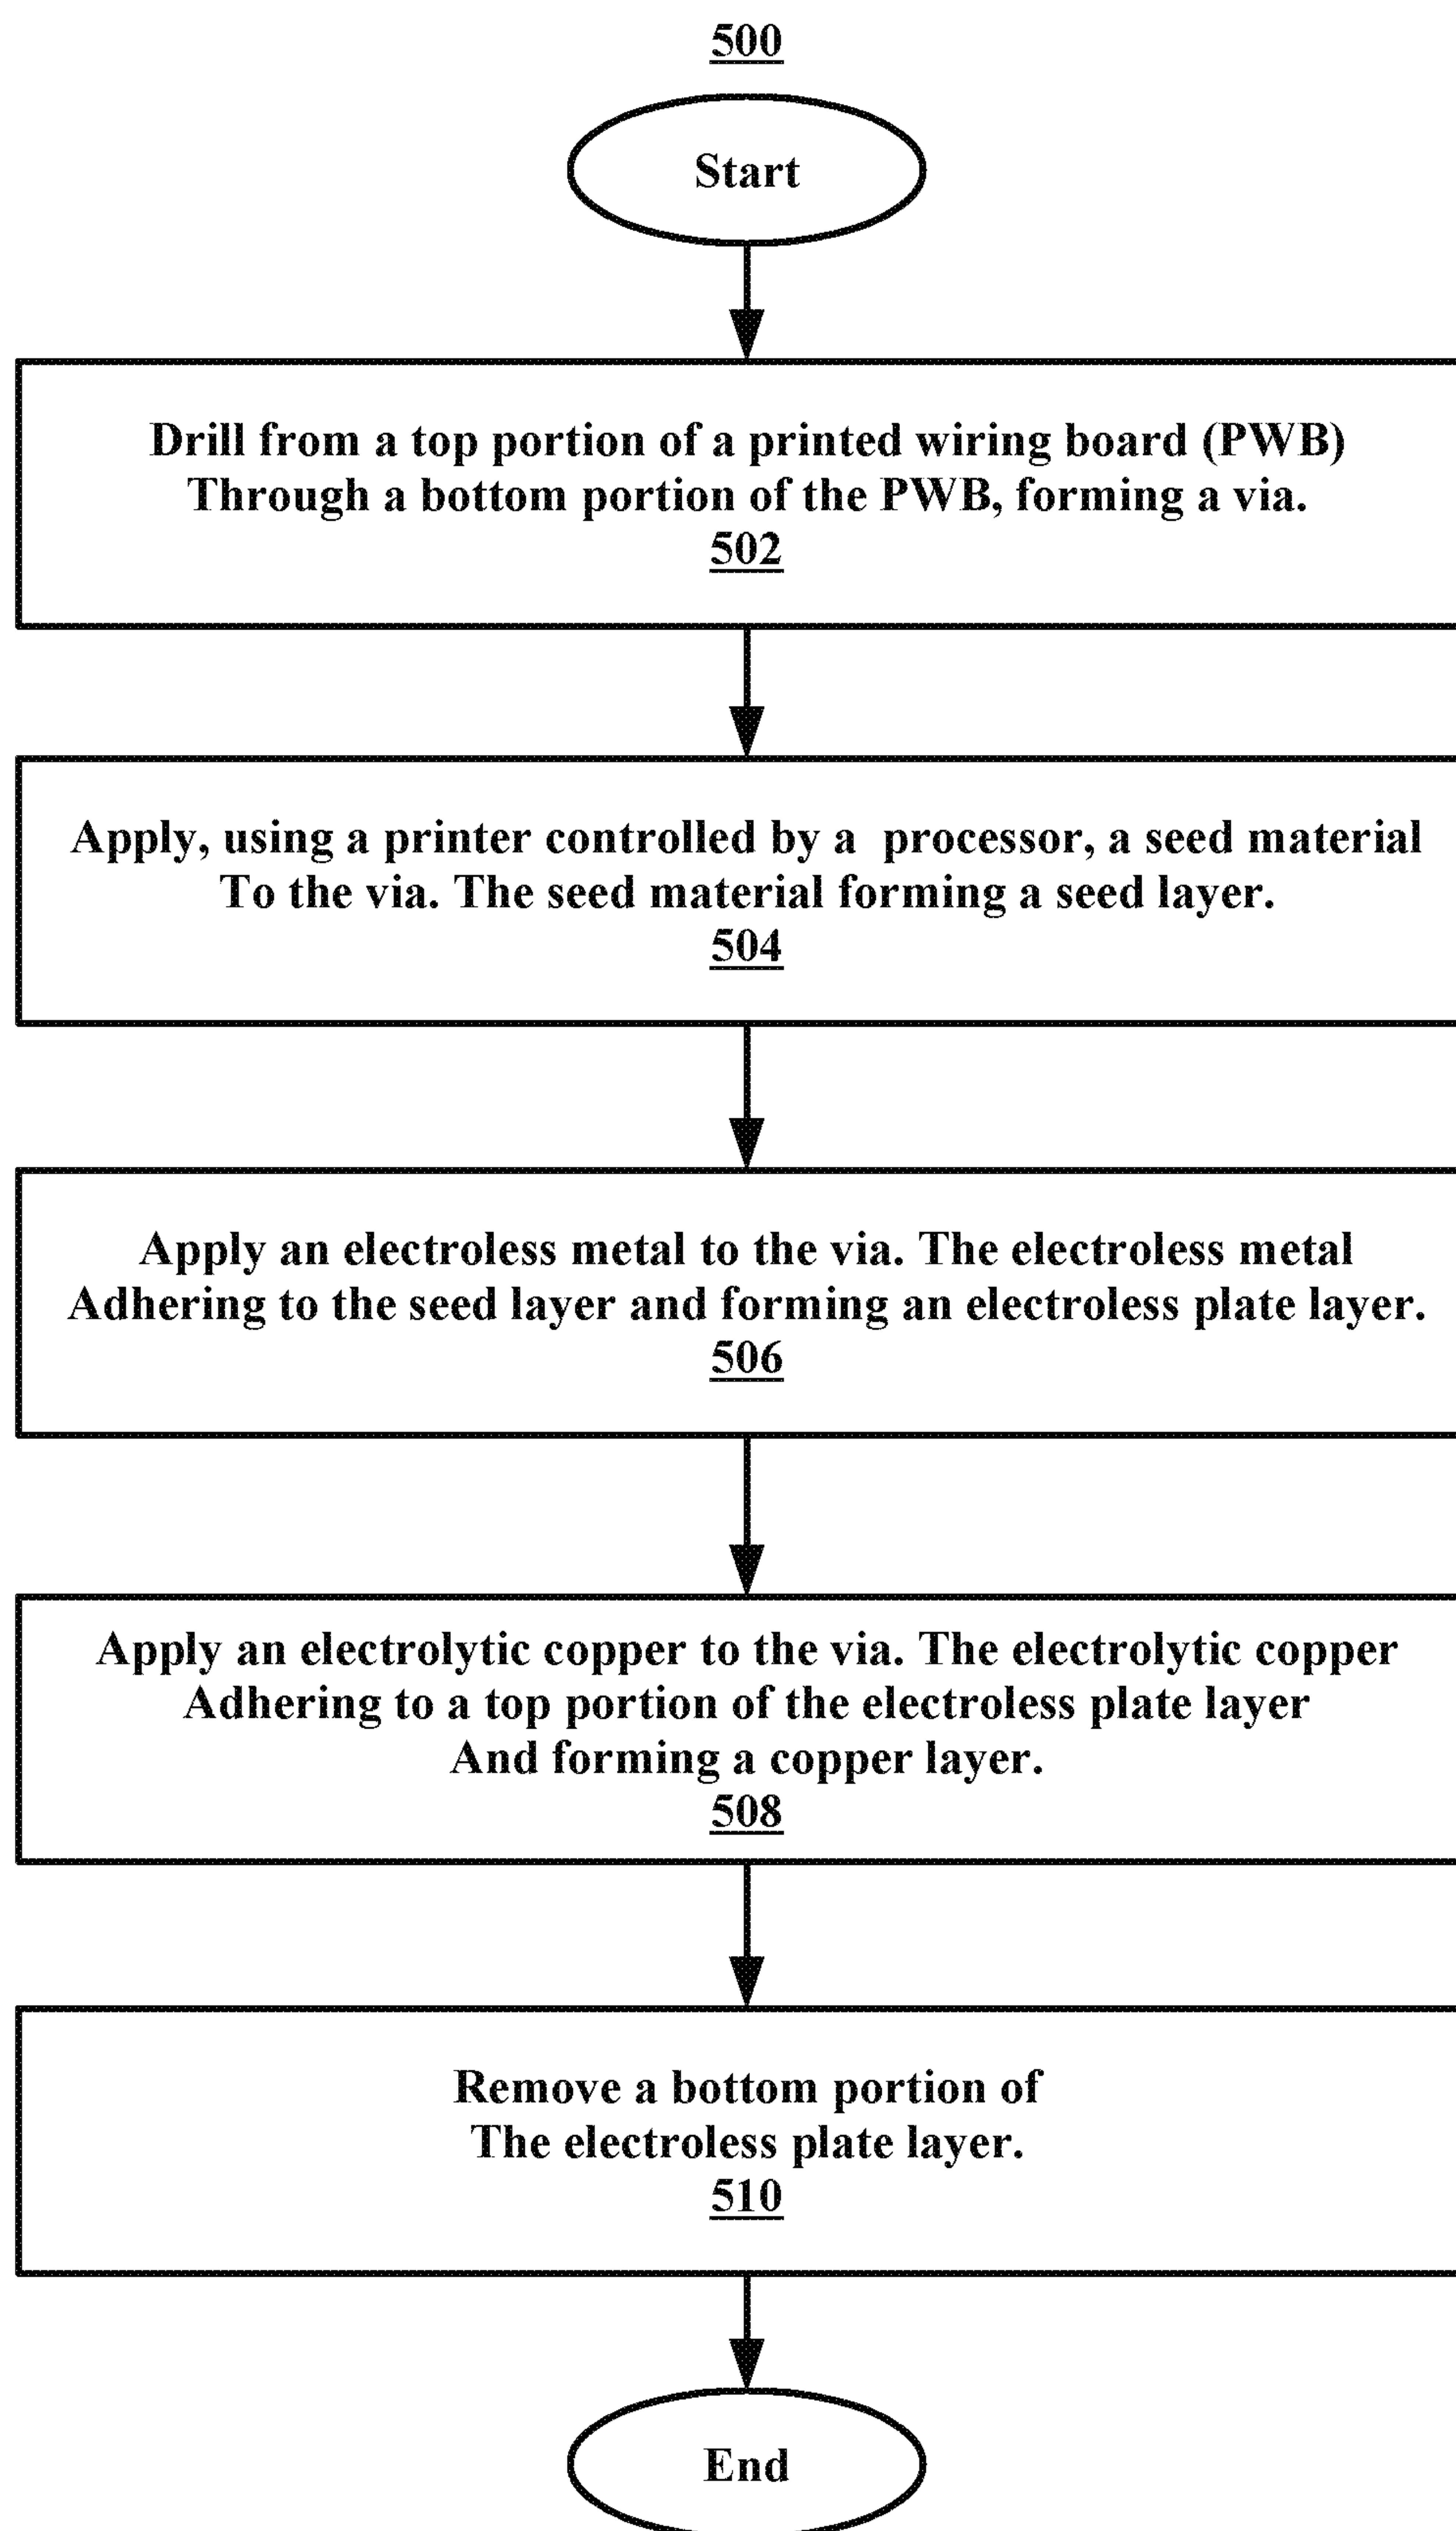 500
Start
Drill from a top portion of a printed wiring board (PWB)
Through a bottom portion of the PWB, forming a via.
502
Apply, using a printer controlled by a  processor, a seed material
To the via. The seed material forming a seed layer.
504
Apply an electroless metal to the via. The electroless metal
Adhering to the seed layer and forming an electroless plate layer.
506
Apply an electrolytic copper to the via. The electrolytic copper
Adhering to a top portion of the electroless plate layer
And forming a copper layer.
508
Remove a bottom portion of
The electroless plate layer.
510
End